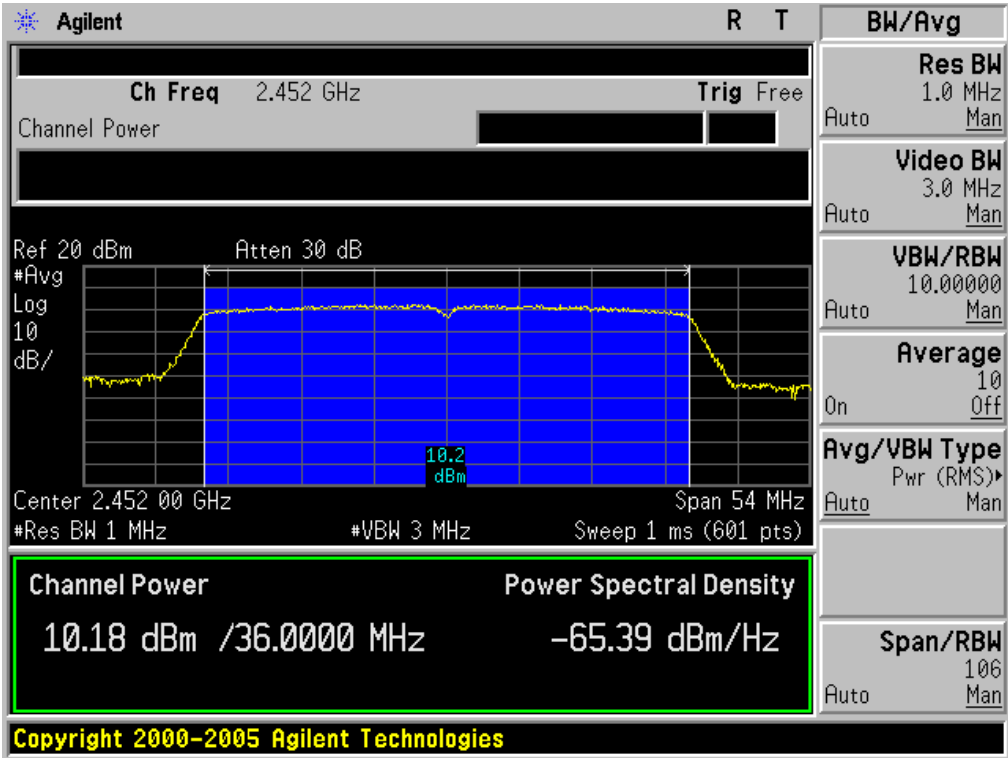 Agilent R T
Ch Freq 2.452 GHz Trig Free
Channel Power
Ref 20 dBm Atten 30 dB
#Avg
Log
10
dB/
10.2
dBm
Center 2.452 00 GHz Span 54 MHz
#Res BW 1 MHz #VBW 3 MHz Sweep 1 ms (601 pts)
Channel Power Power Spectral Density
10.18 dBm /36.0000 MHz -65.39 dBm/Hz
Copyright 2000-2005 Agilent Technologies
BW/Avg
Res BW
1.0 MHz
Auto Man
Video BW
3.0 MHz
Auto Man
VBW/RBW
10.00000
Auto Man
Average
10
On Off
Avg/VBW Type
Pwr (RMS)▸
Auto Man
Span/RBW
106
Auto Man